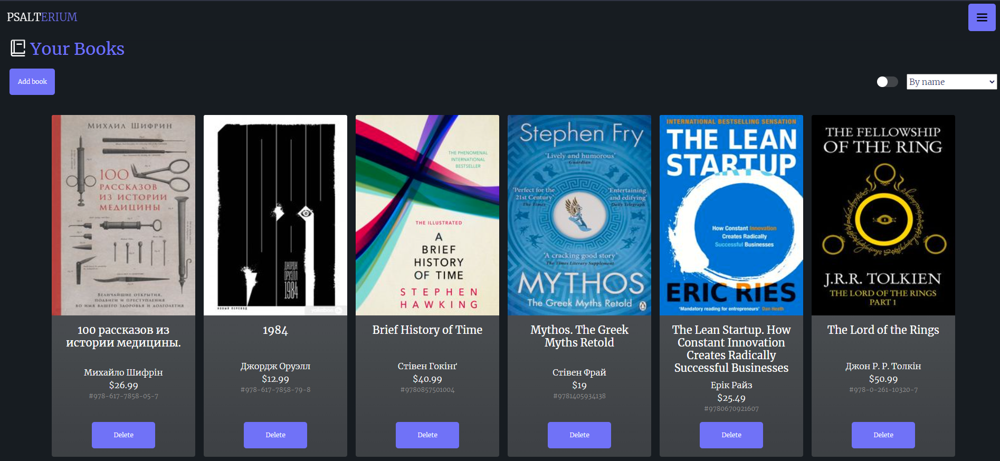 PSALTERIUM
Your Books
Add book
By name
МИХАИЛ ШИФРИН
100
РАССКАЗОВ
ИЗ ИСТОРИИ
МЕДИЦИНЫ
ВЕЛИЧАЙШИЕ ОТКРЫТИЯ,
ПОДВИГИ И ПРЕСТУПЛЕНИЯ
ВО ИМЯ ВАШЕГО ЗДОРОВЬЯ И ДОЛГОЛЕТИЯ
100 рассказов из
истории медицины.
Михайло Шифрін
$26.99
#978-617-7858-05-7
Delete
ДЖОРДЖ
ОРУЭЛЛ
1984
НОВЫЙ ПЕРЕВОД
1984
Джордж Оруэлл
$12.99
#978-617-7858-79-8
Delete
THE PHENOMENAL
INTERNATIONAL
BESTSELLER
THE ILLUSTRATED
A
BRIEF
HISTORY
OF TIME
STEPHEN
HAWKING
Brief History of Time
Стівен Гокінґ
$40.99
#9780857501004
Delete
Stephen Fry
'Lively and humorous'
Guardian
'Perfect for the
21st Century'
The Times
'Entertaining
and edifying'
Daily Telegraph
'A cracking good story'
The Times Literary Supplement
MYTHOS
The Greek Myths Retold
Mythos. The Greek
Myths Retold
Стівен Фрай
$19
#9781405934138
Delete
INTERNATIONAL BESTSELLING SENSATION
THE LEAN
STARTUP
How Constant Innovation
Creates Radically
Successful Businesses
ERIC RIES
'Mandatory reading for entrepreneurs' Dan Heath
The Lean Startup. How
Constant Innovation
Creates Radically
Successful Businesses
Ерік Райз
$25.49
#9780670921607
Delete
THE FELLOWSHIP
OF THE RING
J.R.R. TOLKIEN
THE LORD OF THE RINGS
PART 1
The Lord of the Rings
Джон Р. Р. Толкін
$50.99
#978-0-261-10320-7
Delete